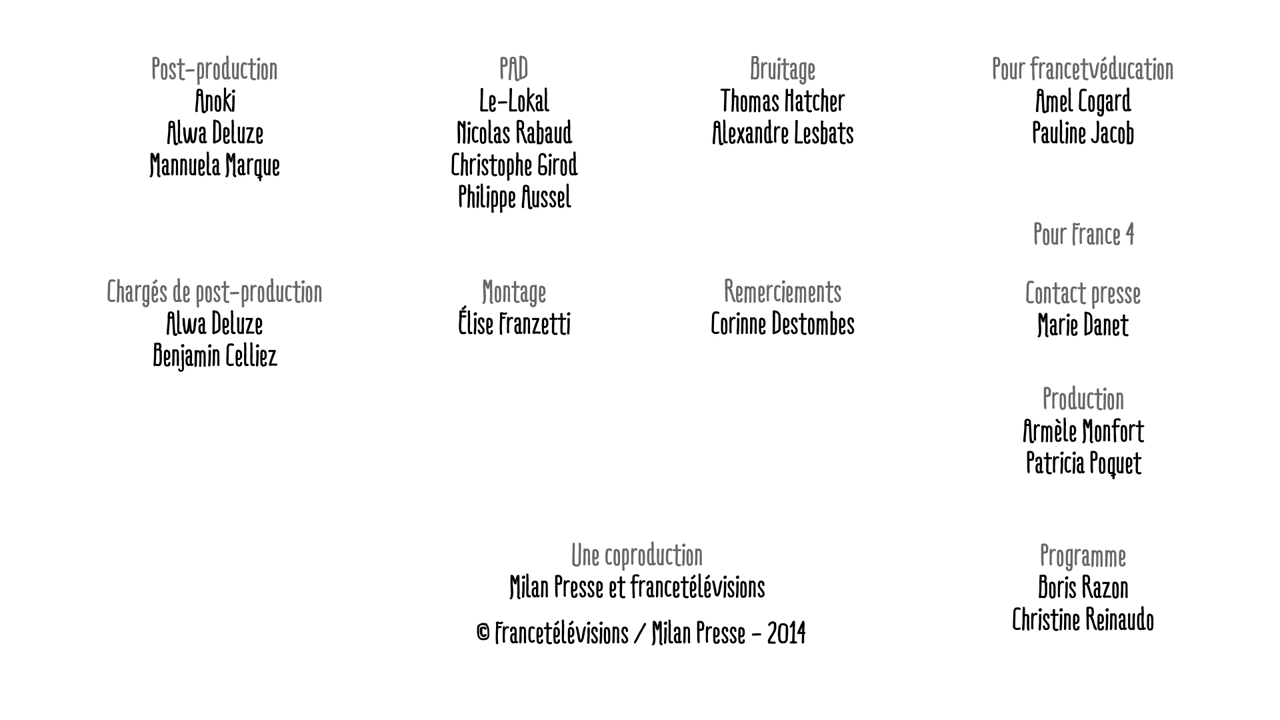 Post-production
Anoki
Alwa Deluze
Mannuela Marque
PAD
Le-Lokal
Nicolas Rabaud
Christophe Girod
Philippe Aussel
Bruitage
Thomas Hatcher
Alexandre Lesbats
Pour francetvéducation
Amel Cogard
Pauline Jacob
Chargés de post-production
Alwa Deluze
Benjamin Celliez
Montage
Élise Franzetti
Remerciements
Corinne Destombes
Pour France 4
Contact presse
Marie Danet
Production
Armèle Monfort
Patricia Poquet
Programme
Boris Razon
Christine Reinaudo
Une coproduction
Milan Presse et francetélévisions
© Francetélévisions / Milan Presse - 2014